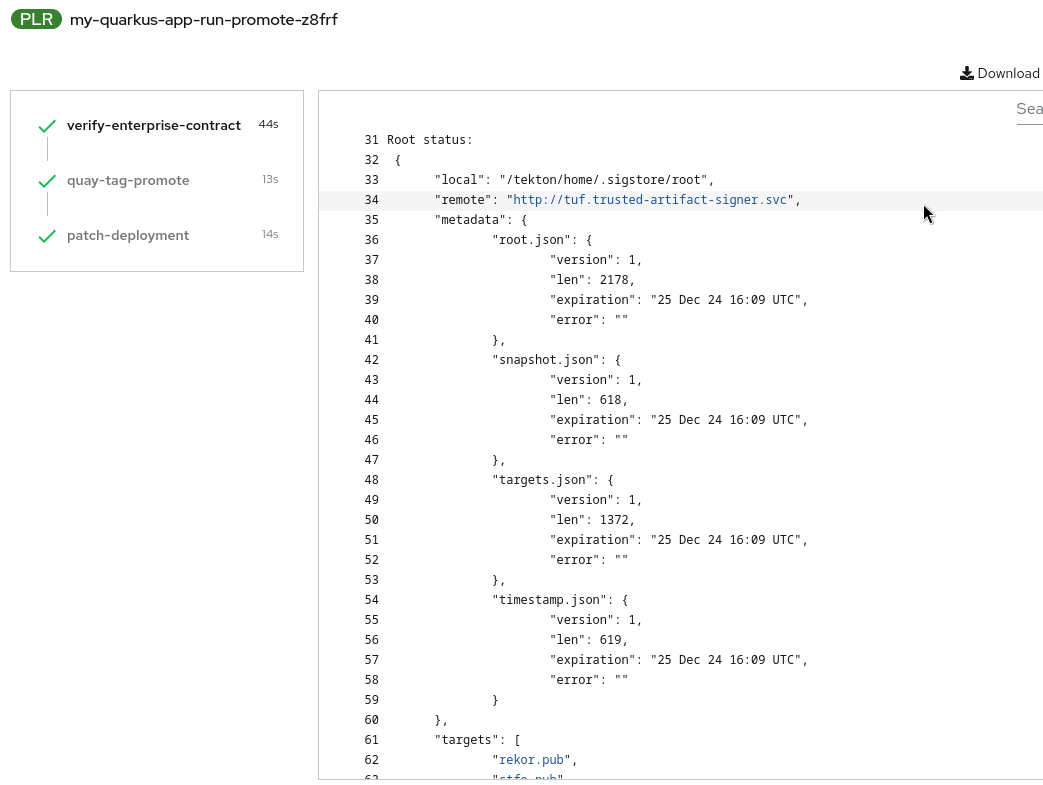 PLR my-quarkus-app-run-promote-z8frf
Download
verify-enterprise-contract 44s
quay-tag-promote 13s
patch-deployment 14s
Sea
31 Root status:
32 {
33 "local": "/tekton/home/.sigstore/root",
34 "remote": "http://tuf.trusted-artifact-signer.svc",
35 "metadata": {
36 "root.json": {
37 "version": 1,
38 "len": 2178,
39 "expiration": "25 Dec 24 16:09 UTC",
40 "error": ""
41 },
42 "snapshot.json": {
43 "version": 1,
44 "len": 618,
45 "expiration": "25 Dec 24 16:09 UTC",
46 "error": ""
47 },
48 "targets.json": {
49 "version": 1,
50 "len": 1372,
51 "expiration": "25 Dec 24 16:09 UTC",
52 "error": ""
53 },
54 "timestamp.json": {
55 "version": 1,
56 "len": 619,
57 "expiration": "25 Dec 24 16:09 UTC",
58 "error": ""
59 }
60 },
61 "targets": [
62 "rekor.pub",
63 "ctfe.pub"